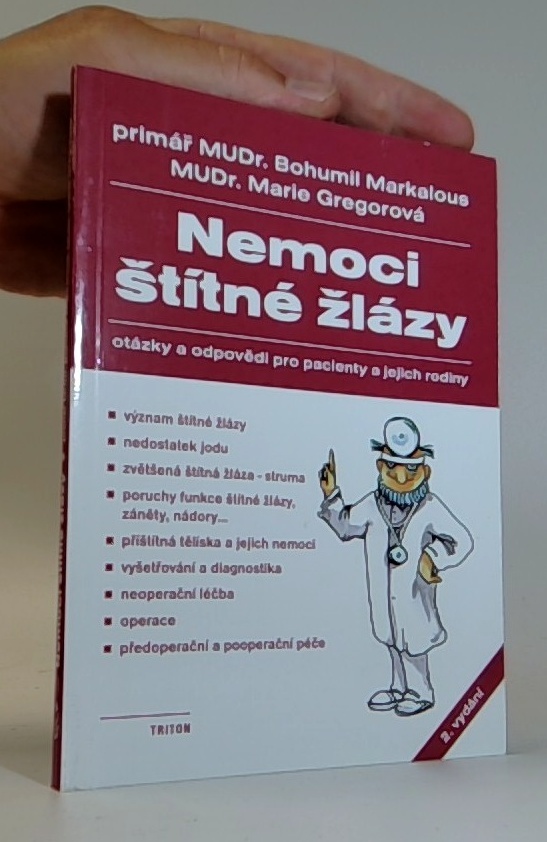 primář MUDr. Bohumil Markalous
MUDr. Marie Gregorová
Nemoci
štítné žlázy
otázky a odpovědi pro pacienty a jejich rodiny
význam štítné žlázy
nedostatek jodu
zvětšená štítná žláza - struma
poruchy funkce štítné žlázy,
záněty, nádory...
příštítná tělíska a jejich nemoci
vyšetřování a diagnostika
neoperační léčba
operace
předoperační a pooperační péče
TRITON
2. vydání